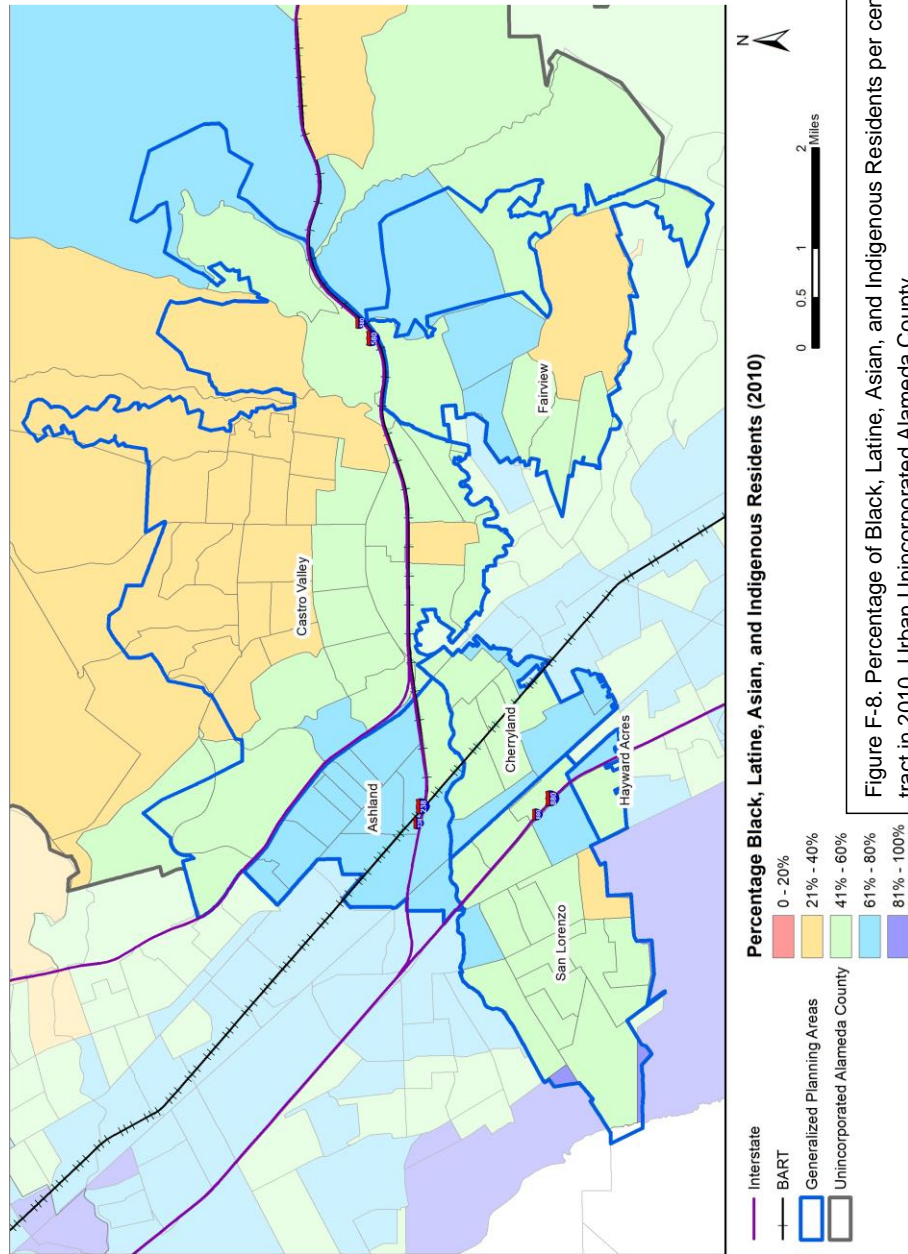 N
Castro Valley
Ashland
Fairview
Cherryland
Hayward Acres
San Lorenzo
Percentage Black, Latine, Asian, and Indigenous Residents (2010)
0
0.5
1
2
Miles
Interstate
BART
Generalized Planning Areas
Unincorporated Alameda County
0 - 20%
21% - 40%
41% - 60%
61% - 80%
81% - 100%
Figure F-8. Percentage of Black, Latine, Asian, and Indigenous Residents per
tract in 2010, Urban Unincorporated Alameda County